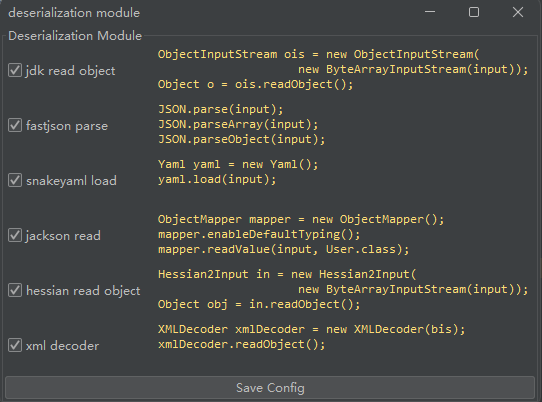 deserialization module
Deserialization Module
jdk read object
ObjectInputStream ois = new ObjectInputStream(
new ByteArrayInputStream(input));
Object o = ois.readObject();
fastjson parse
JSON.parse(input);
JSON.parseArray(input);
JSON.parseObject(input);
snakeyaml load
Yaml yaml = new Yaml();
yaml.load(input);
jackson read
ObjectMapper mapper = new ObjectMapper();
mapper.enableDefaultTyping();
mapper.readValue(input, User.class);
hessian read object
Hessian2Input in = new Hessian2Input(
new ByteArrayInputStream(input));
Object obj = in.readObject();
xml decoder
XMLDecoder xmlDecoder = new XMLDecoder(bis);
xmlDecoder.readObject();
Save Config